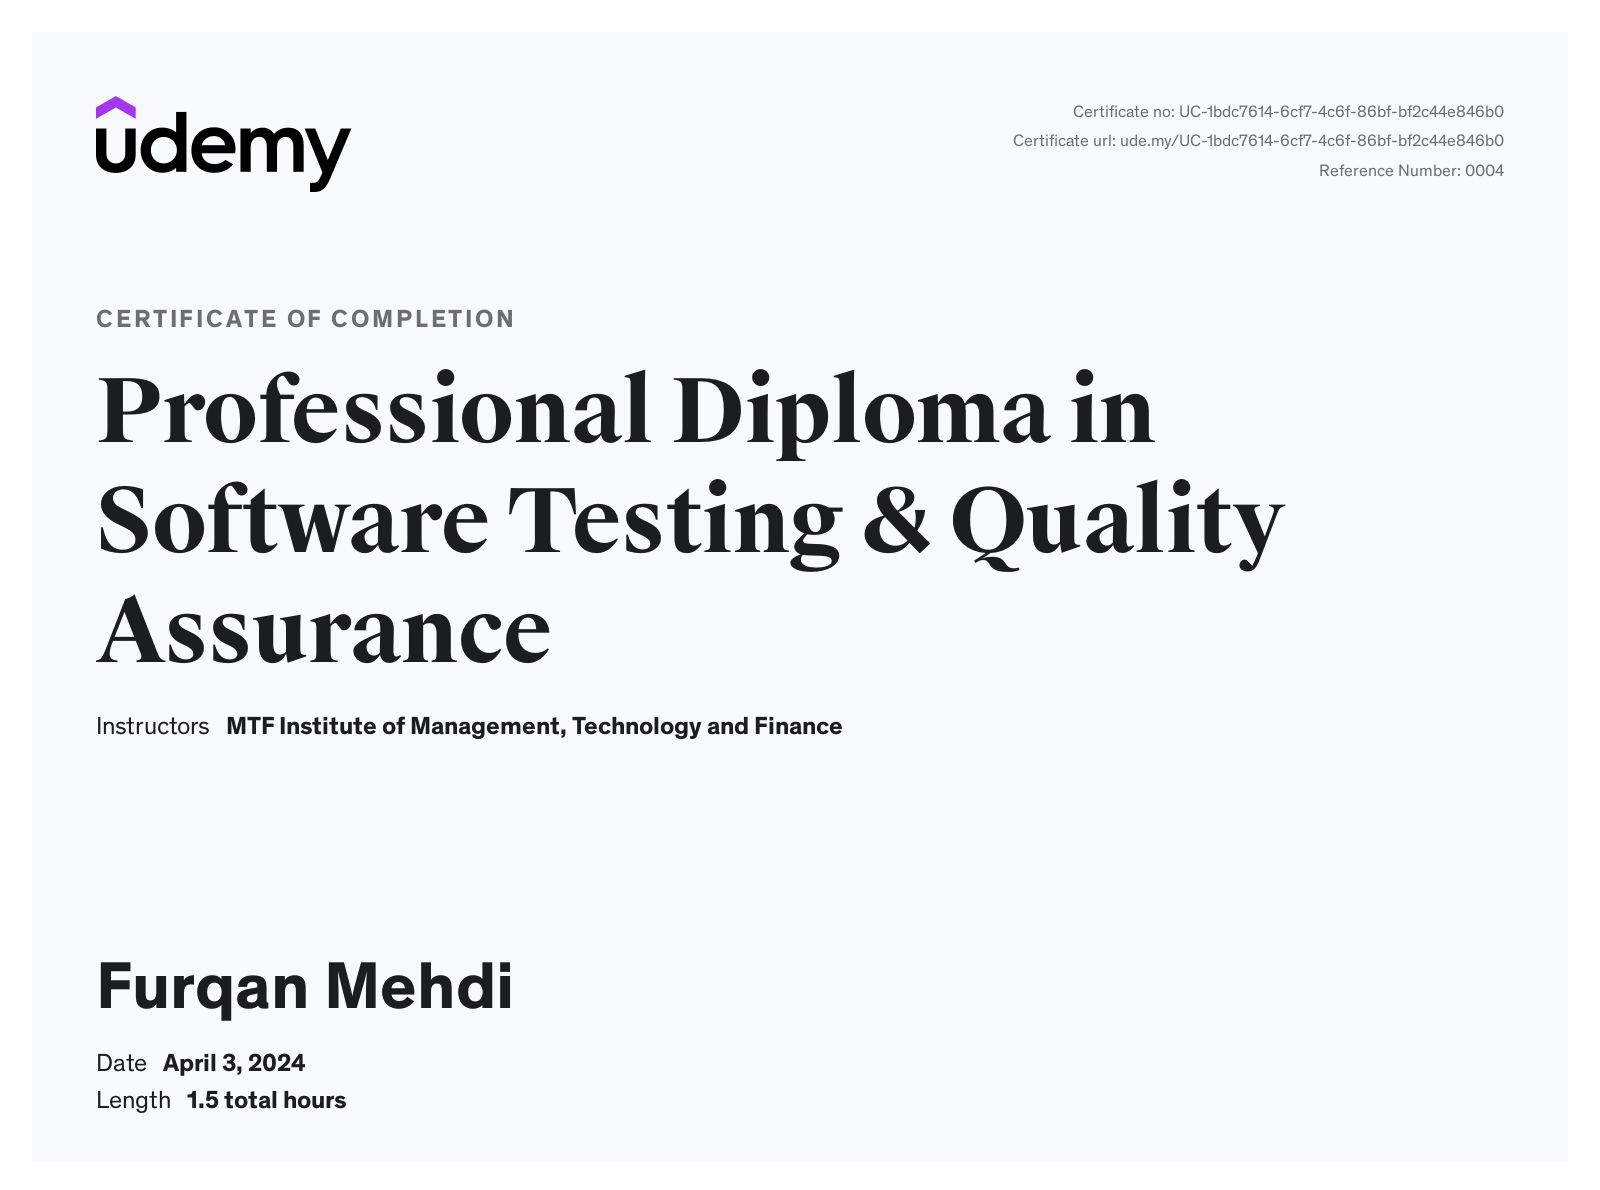 udemy
Certificate no: UC-1bdc7614-6cf7-4c6f-86bf-bf2c44e846b0
Certificate url: ude.my/UC-1bdc7614-6cf7-4c6f-86bf-bf2c44e846b0
Reference Number: 0004
CERTIFICATE OF COMPLETION
Professional Diploma in
Software Testing & Quality
Assurance
Instructors MTF Institute of Management, Technology and Finance
Furqan Mehdi
Date April 3, 2024
Length 1.5 total hours